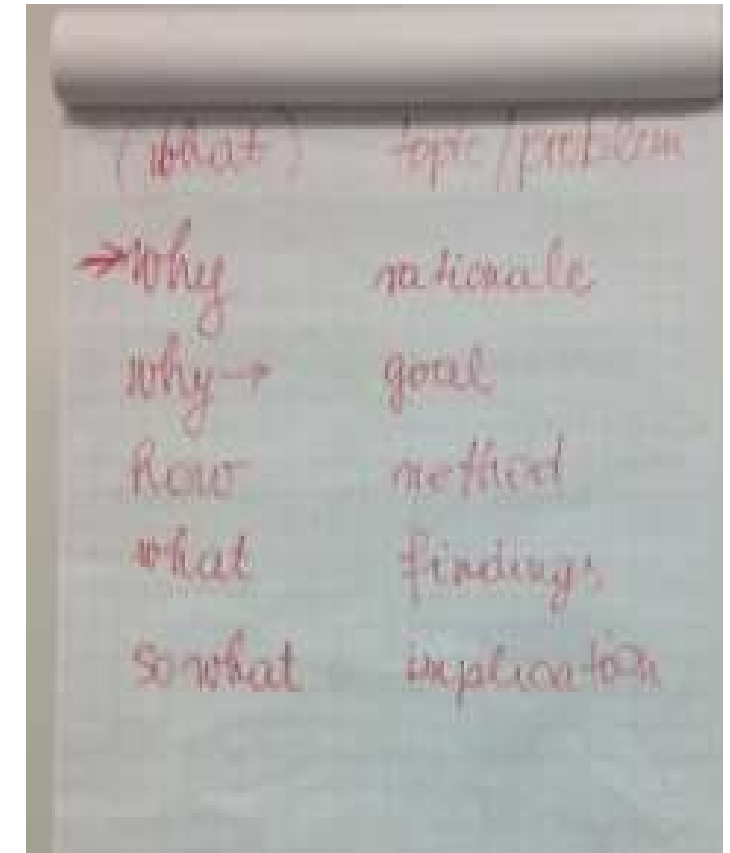 (what) topic/problem
→why rationale
why→ goal
how method
what findings
so what implication